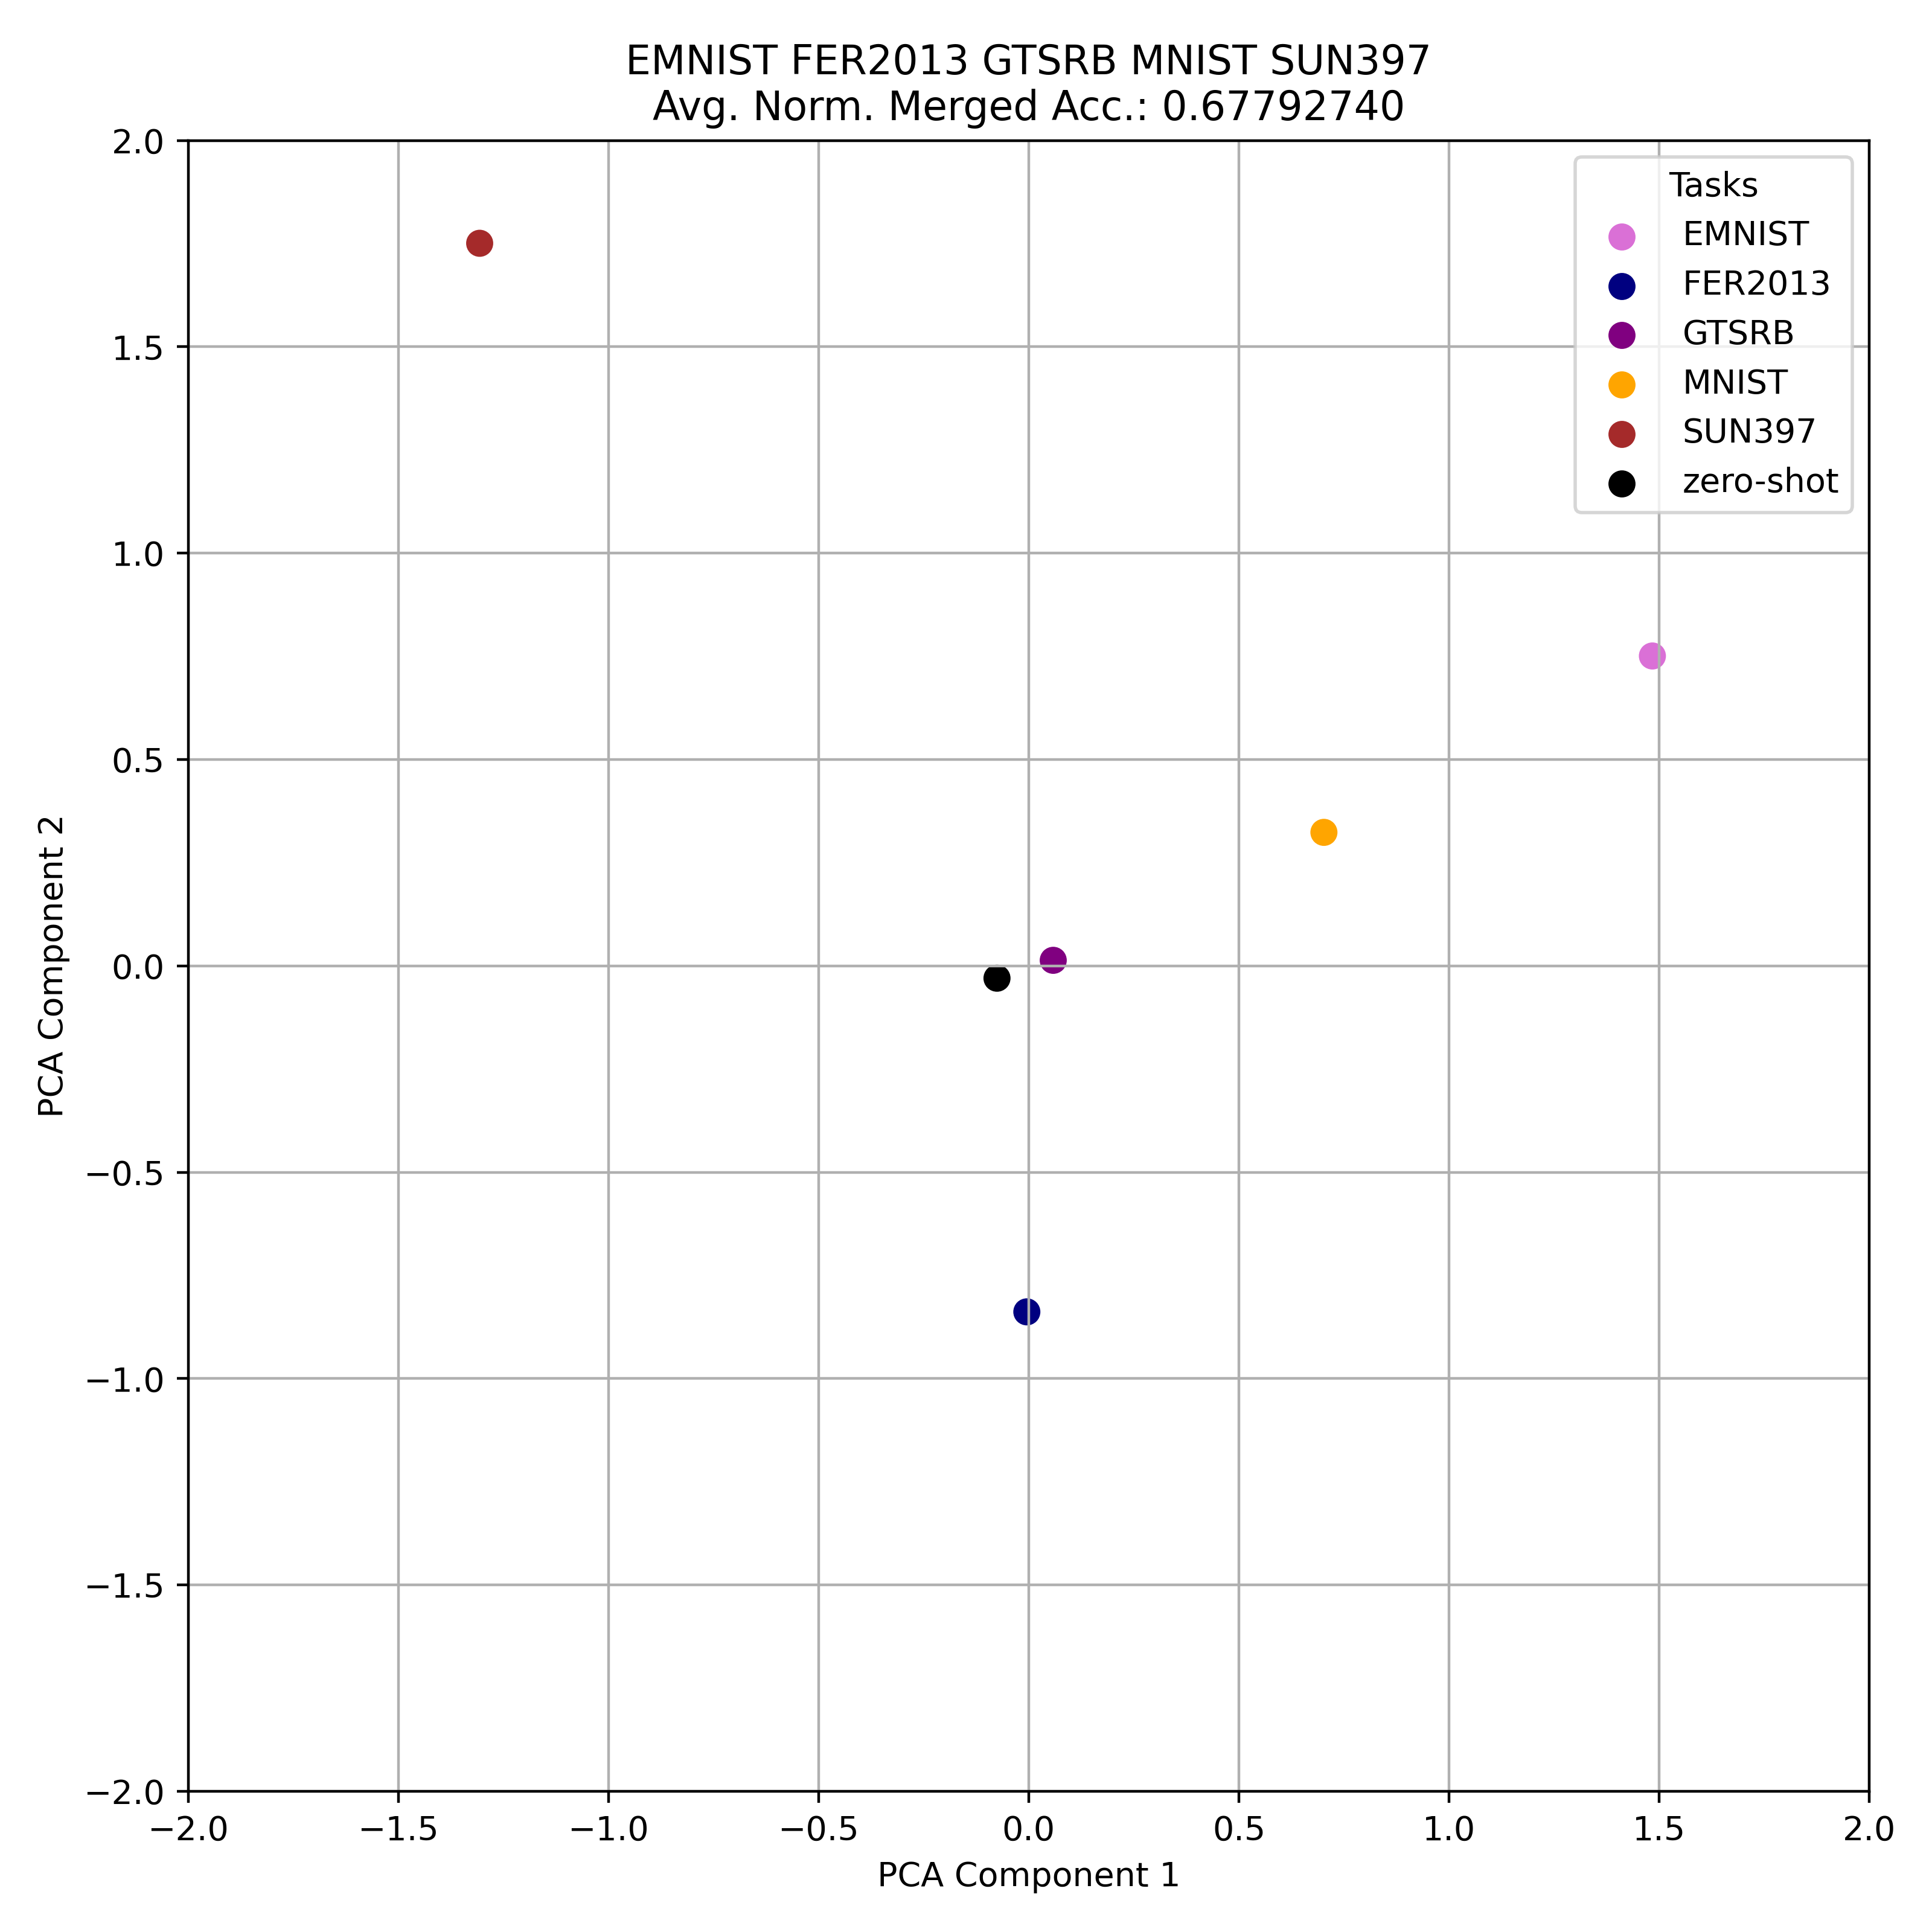 EMNIST FER2013 GTSRB MNIST SUN397
Avg. Norm. Merged Acc.: 0.67792740
Tasks
EMNIST
FER2013
GTSRB
MNIST
SUN397
zero-shot
PCA Component 2
2.0
1.5
1.0
0.5
0.0
−0.5
−1.0
−1.5
−2.0
−2.0 −1.5 −1.0 −0.5 0.0 0.5 1.0 1.5 2.0
PCA Component 1